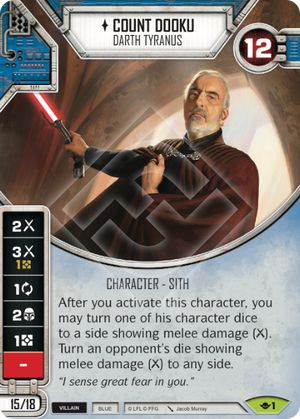 COUNT DOOKU
DARTH TYRANUS
12
2
3
1
1
2
1
-
15/18
CHARACTER - SITH
After you activate this character, you
may turn one of his character dice
to a side showing melee damage ( ).
Turn an opponent's die showing
melee damage ( ) to any side.
"I sense great fear in you."
VILLAIN
BLUE
© LFL © FFG
Jacob Murray
1